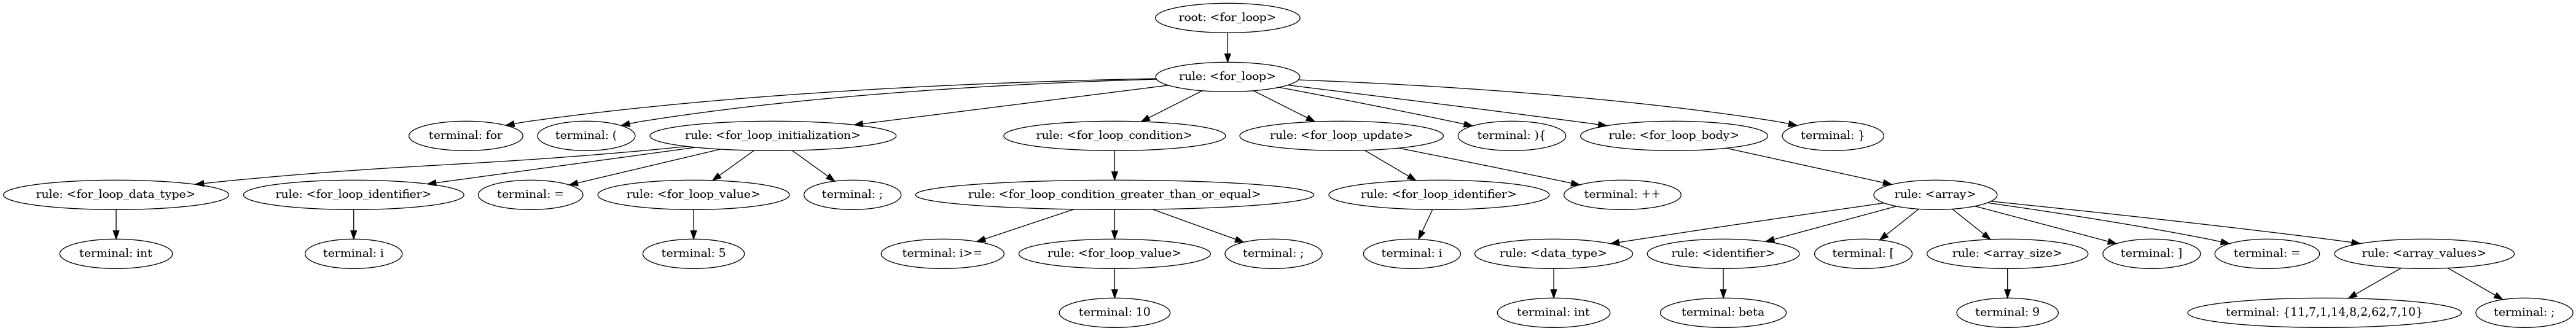 root: <for_loop>
rule: <for_loop>
terminal: for
terminal: (
rule: <for_loop_initialization>
rule: <for_loop_condition>
rule: <for_loop_update>
terminal: ){
rule: <for_loop_body>
terminal: }
rule: <for_loop_data_type>
rule: <for_loop_identifier>
terminal: =
rule: <for_loop_value>
terminal: ;
rule: <for_loop_condition_greater_than_or_equal>
rule: <for_loop_identifier>
terminal: ++
rule: <array>
terminal: int
terminal: i
terminal: 5
terminal: i>=
rule: <for_loop_value>
terminal: ;
terminal: i
rule: <data_type>
rule: <identifier>
terminal: [
rule: <array_size>
terminal: ]
terminal: =
rule: <array_values>
terminal: 10
terminal: int
terminal: beta
terminal: 9
terminal: {11,7,1,14,8,2,62,7,10}
terminal: ;